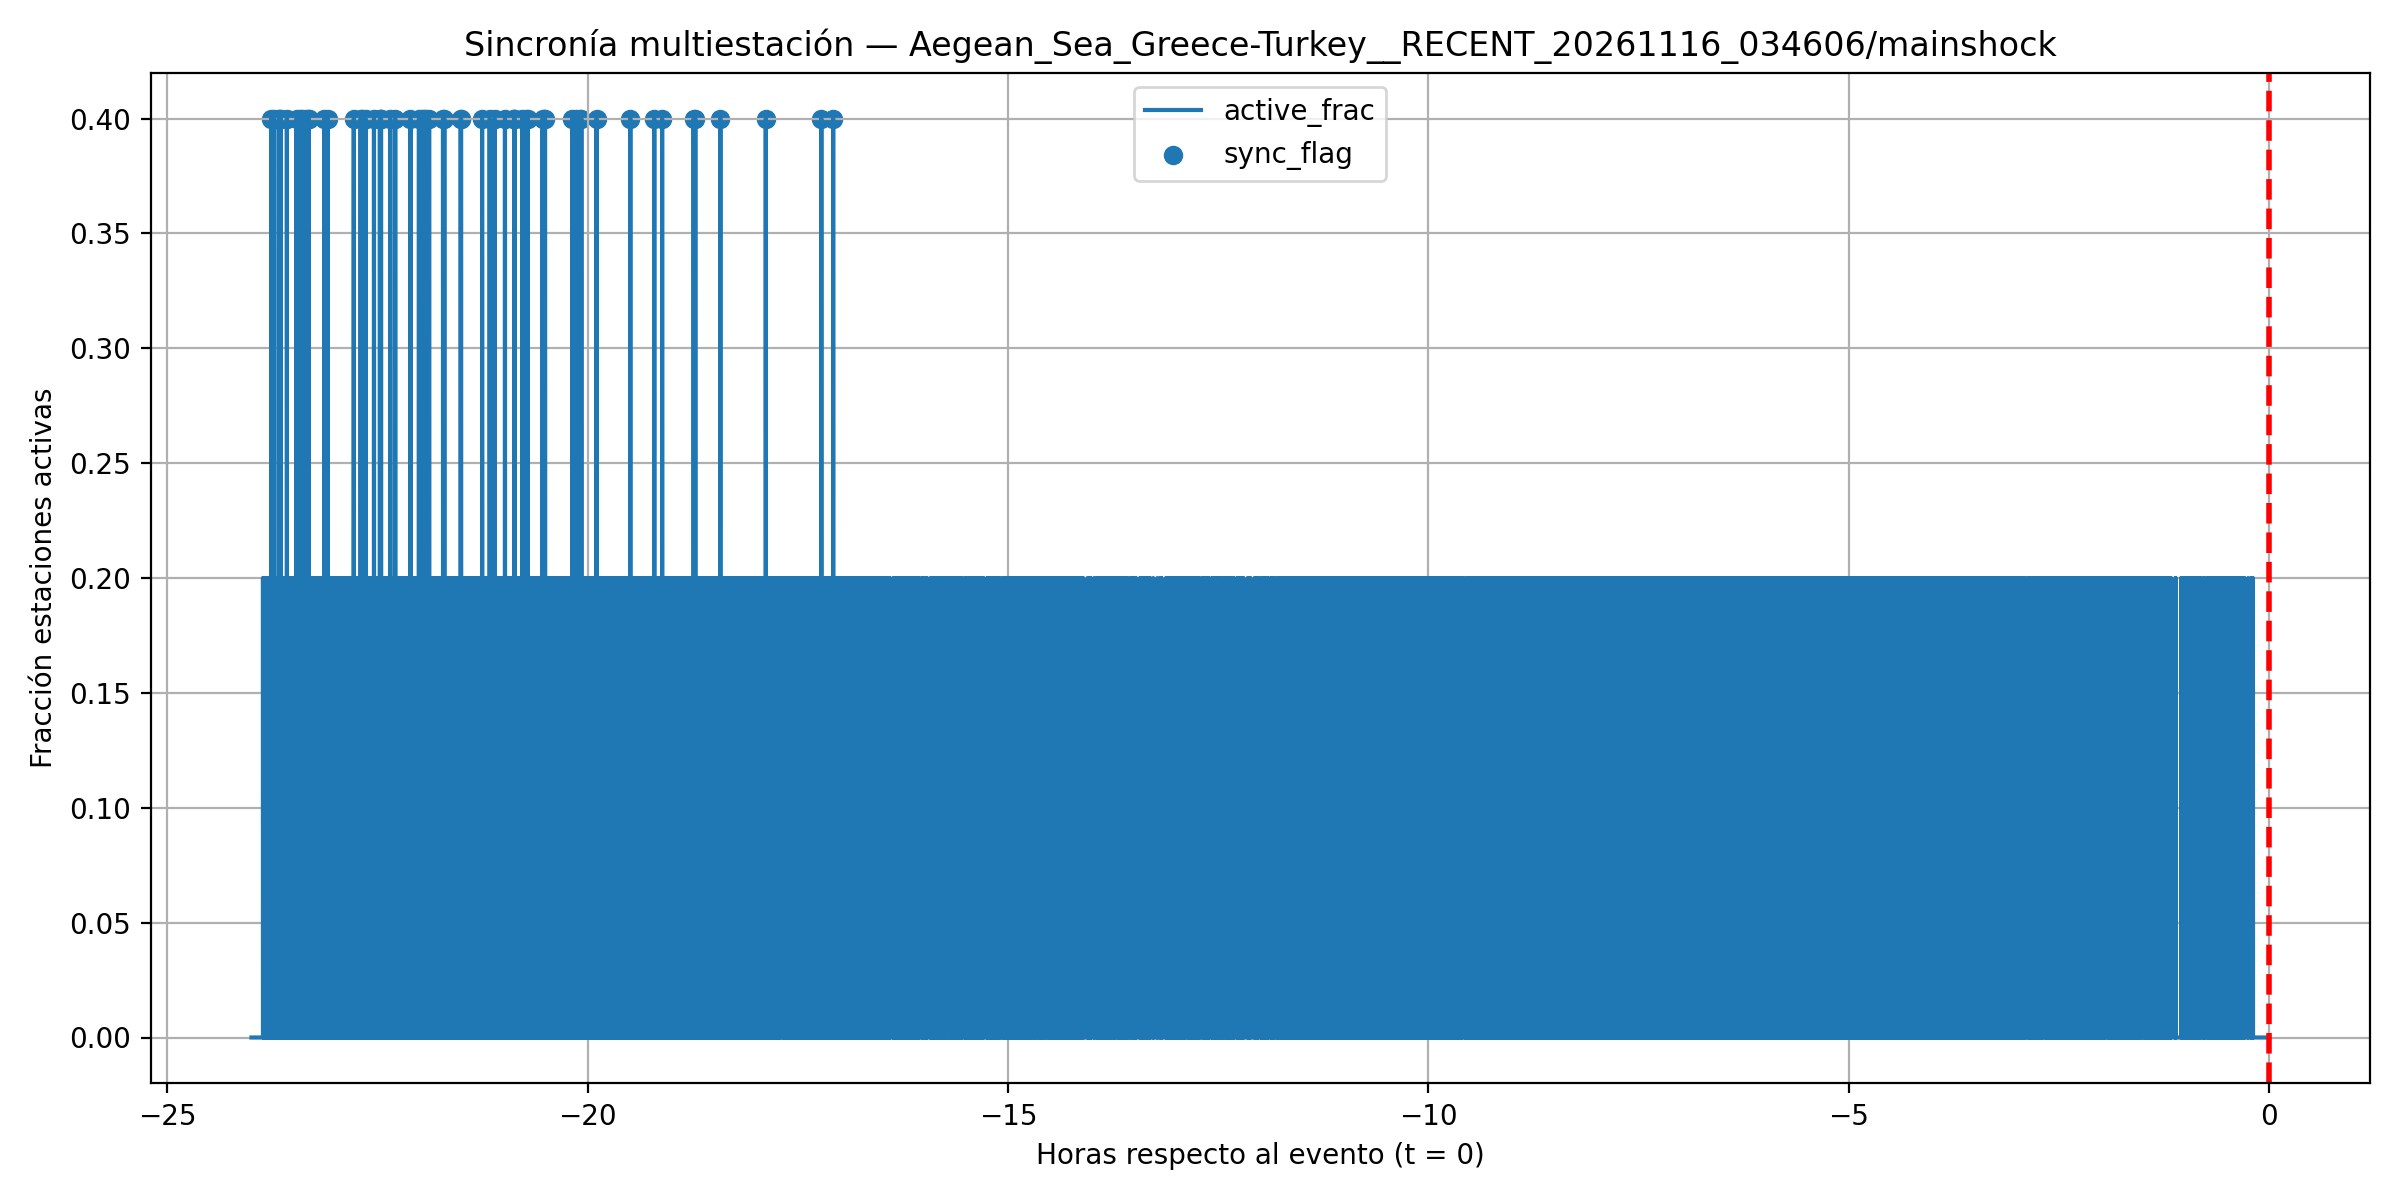 Sincronía multiestación — Aegean_Sea_Greece-Turkey__RECENT_20261116_034606/mainshock
active_frac
sync_flag
Fracción estaciones activas
0.40
0.35
0.30
0.25
0.20
0.15
0.10
0.05
0.00
−25 −20 −15 −10 −5 0
Horas respecto al evento (t = 0)